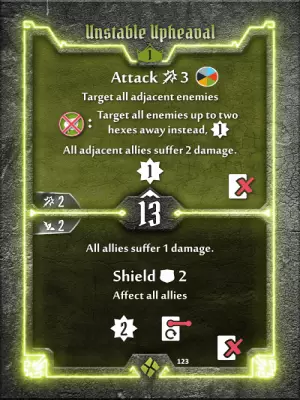 Unstable Upheaval
1
Attack 3
Target all adjacent enemies
: Target all enemies up to two
hexes away instead, 1
All adjacent allies suffer 2 damage.
1
2
13
2
All allies suffer 1 damage.
Shield 2
Affect all allies
2
123